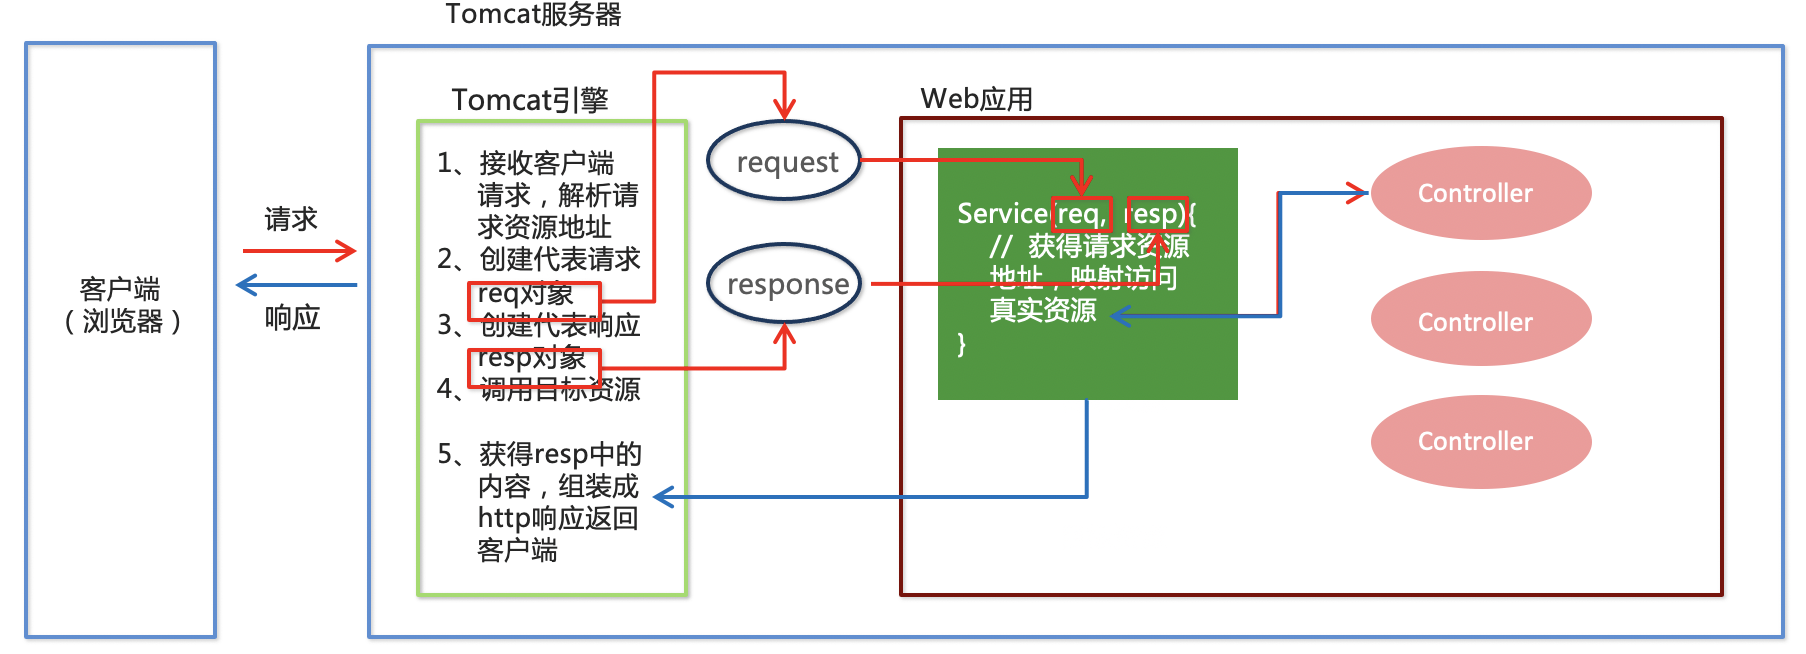 Tomcat服务器
客户端
（浏览器）
请求
响应
Tomcat引擎
1、接收客户端
请求，解析请
求资源地址
2、创建代表请求
req对象
3、创建代表响应
resp对象
4、调用目标资源
5、获得resp中的
内容，组装成
http响应返回
客户端
request
response
Web应用
Service(req, resp){
// 获得请求资源
地址，映射访问
真实资源
}
Controller
Controller
Controller